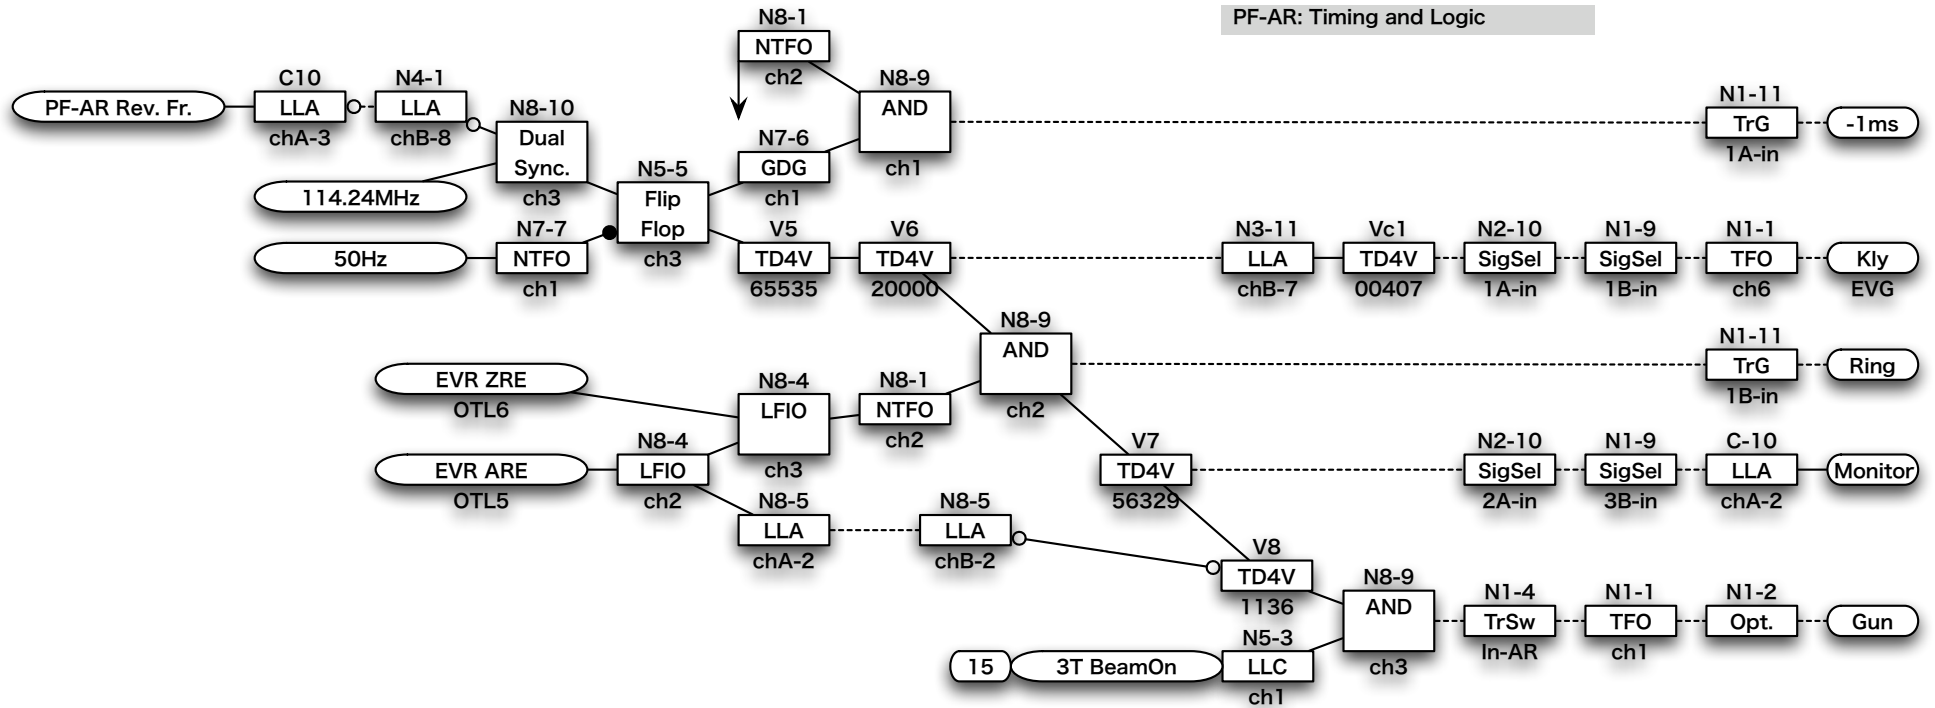 PF-AR: Timing and Logic
N8-1
NTFO
ch2
N8-9
AND
ch1
N1-11
TrG
1A-in
-1ms
PF-AR Rev. Fr.
C10
LLA
chA-3
N4-1
LLA
chB-8
N8-10
Dual
Sync.
ch3
114.24MHz
N7-6
GDG
ch1
N5-5
Flip
Flop
ch3
50Hz
N7-7
NTFO
ch1
V5
TD4V
65535
V6
TD4V
20000
N3-11
LLA
chB-7
Vc1
TD4V
00407
N2-10
SigSel
1A-in
N1-9
SigSel
1B-in
N1-1
TFO
ch6
Kly
EVG
N8-9
AND
ch2
N1-11
TrG
1B-in
Ring
EVR ZRE
OTL6
N8-4
LFIO
ch3
N8-1
NTFO
ch2
EVR ARE
OTL5
N8-4
LFIO
ch2
V7
TD4V
56329
N2-10
SigSel
2A-in
N1-9
SigSel
3B-in
C-10
LLA
chA-2
Monitor
N8-5
LLA
chA-2
N8-5
LLA
chB-2
V8
TD4V
1136
N8-9
AND
ch3
N1-4
TrSw
In-AR
N1-1
TFO
ch1
N1-2
Opt.
Gun
15
3T BeamOn
N5-3
LLC
ch1